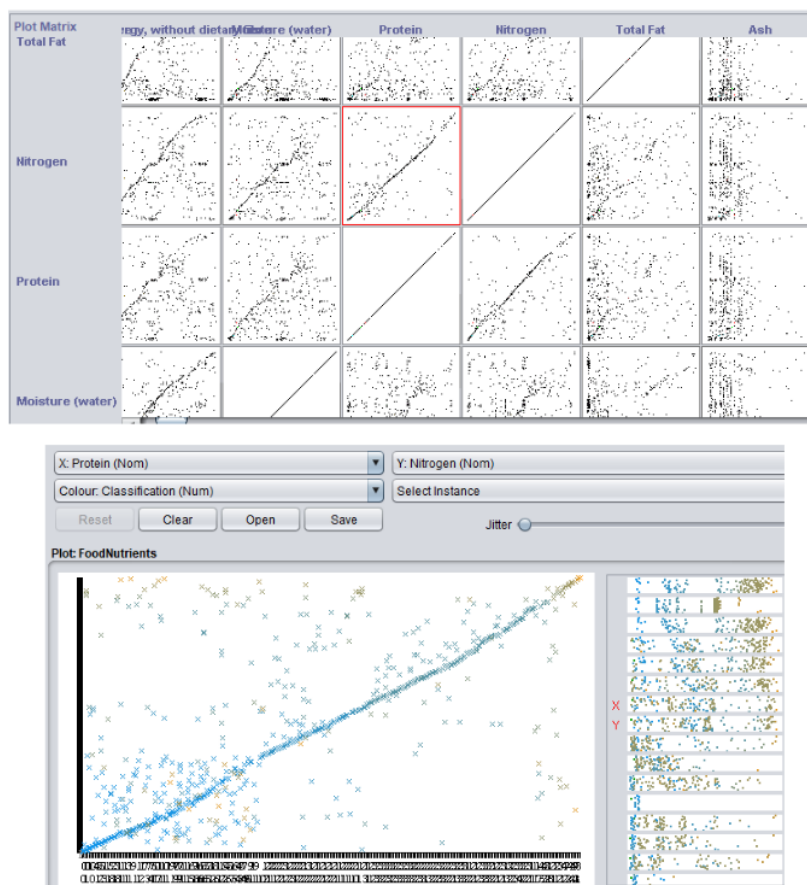 Plot Matrix
Protein Nitrogen Total Fat Ash
Total Fat
Nitrogen
Protein
Moisture (water)
X: Protein (Nom) Y: Nitrogen (Nom)
Colour: Classification (Num) Select Instance
Reset Clear Open Save Jitter
Plot: FoodNutrients
X
Y